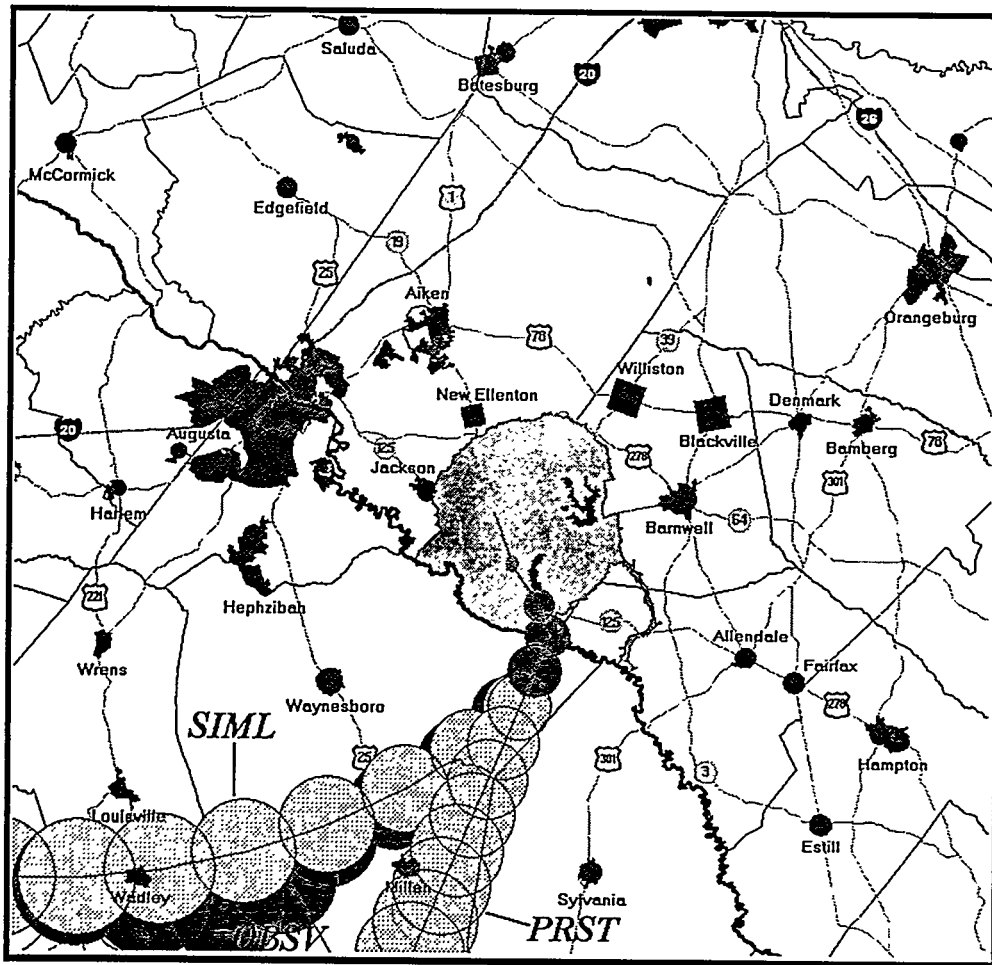 Saluda
Batesburg
20
26
McCormick
Edgefield
1
19
25
Aiken
Orangeburg
78
39
Williston
New Ellenton
Denmark
20
Augusta
125
Jackson
278
Blackville
Bamberg
78
301
Harlem
Barnwell
64
221
Hephzibah
125
Wrens
Allendale
Fairfax
Waynesboro
278
SIML
25
301
3
Hampton
Louisville
Estill
Wadley
Millen
Sylvania
OBSV
PRST